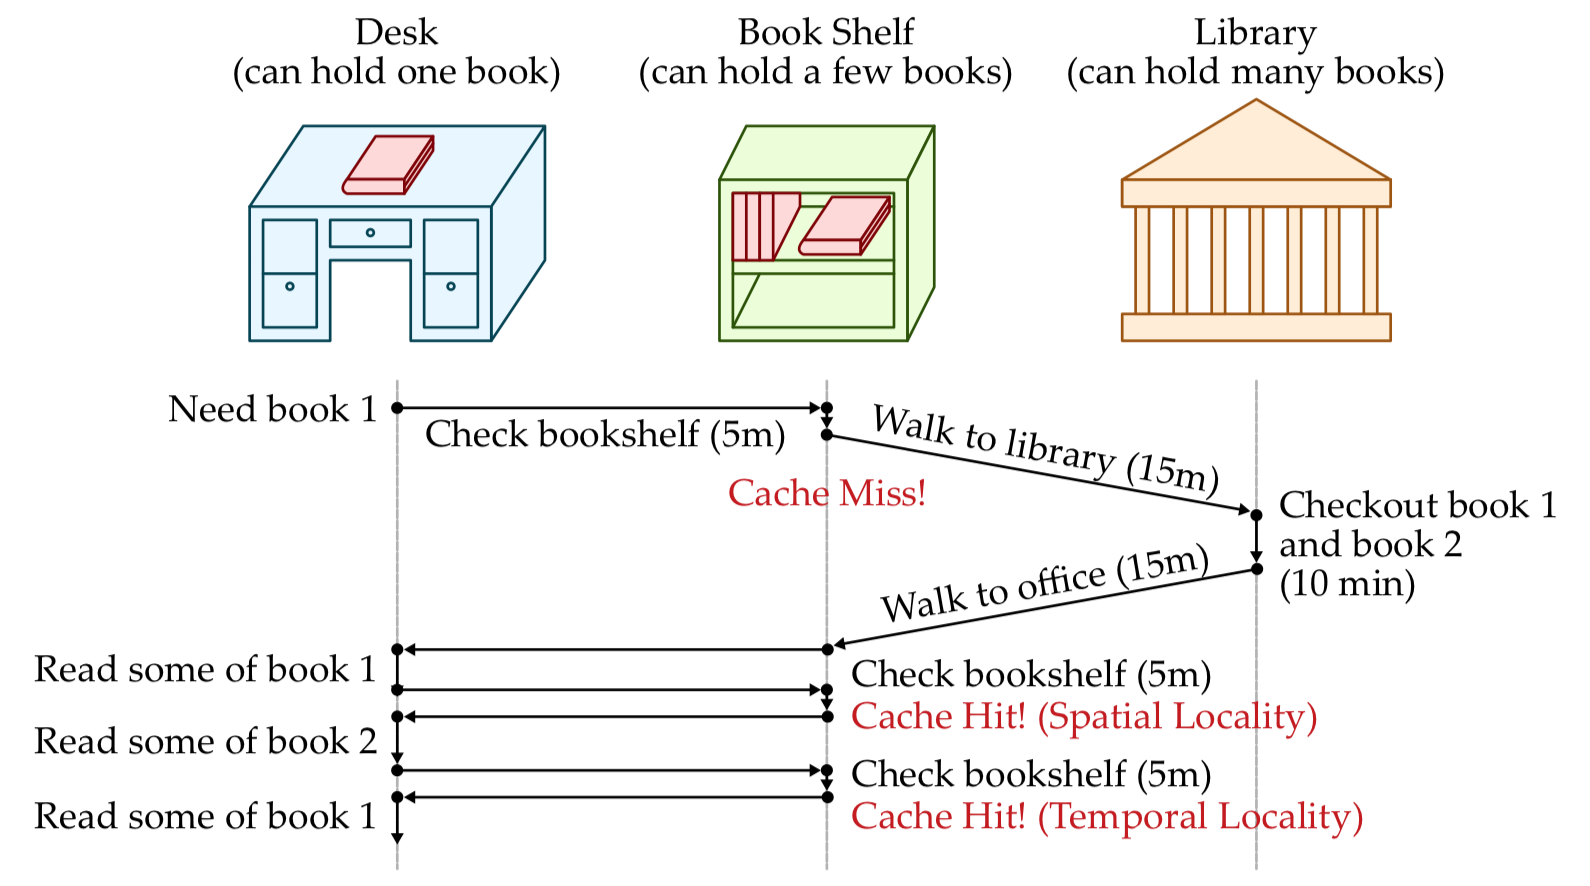 Desk
(can hold one book)
Book Shelf
(can hold a few books)
Library
(can hold many books)
Need book 1
Check bookshelf (5m)
Walk to library (15m)
Cache Miss!
Checkout book 1
and book 2
(10 min)
Walk to office (15m)
Read some of book 1
Check bookshelf (5m)
Cache Hit! (Spatial Locality)
Read some of book 2
Check bookshelf (5m)
Cache Hit! (Temporal Locality)
Read some of book 1